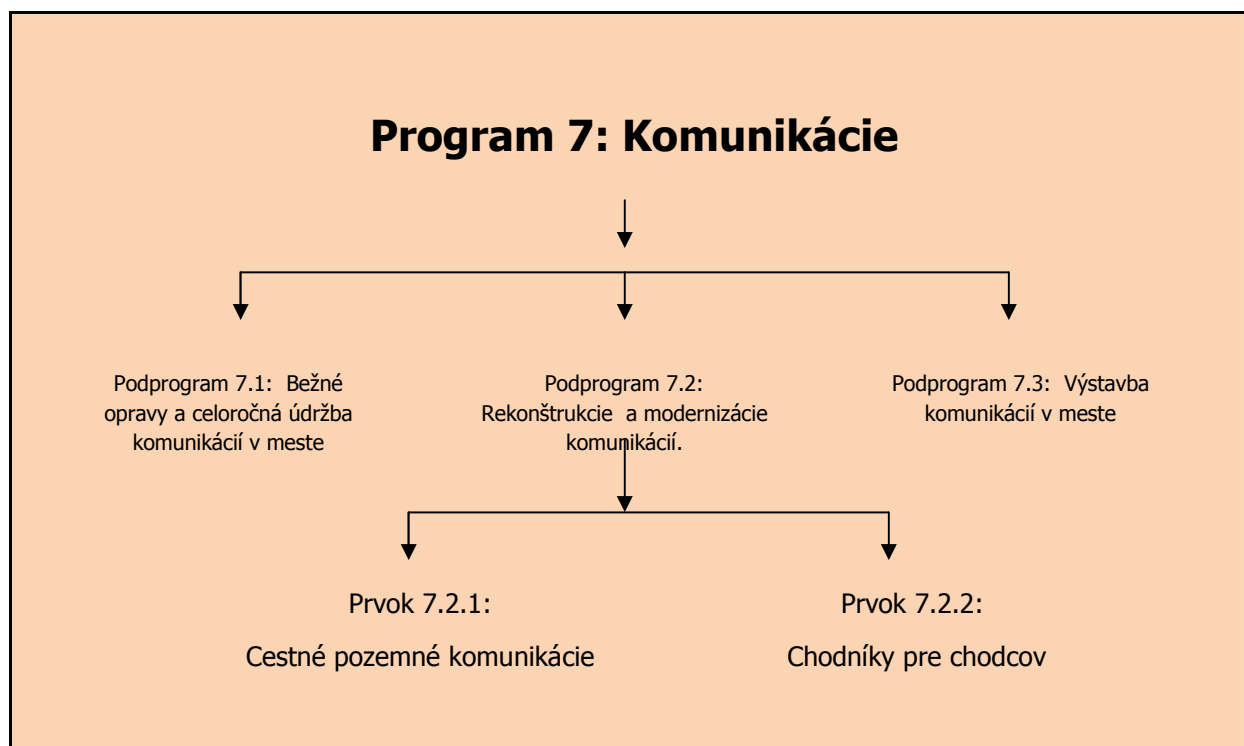 Program 7: Komunikácie
Podprogram 7.1:  Bežné
opravy a celoročná údržba
komunikácií v meste
Podprogram 7.2:
Rekonštrukcie  a modernizácie
komunikácií.
Podprogram 7.3:  Výstavba
komunikácií v meste
Prvok 7.2.1:
Cestné pozemné komunikácie
Prvok 7.2.2:
Chodníky pre chodcov